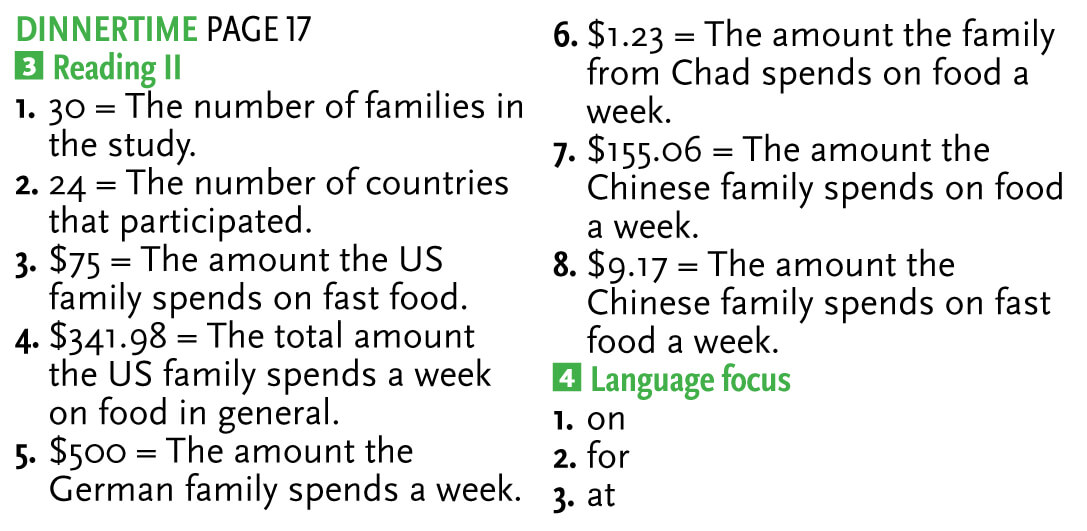 DINNERTIME PAGE 17
3 Reading II
1. 30 = The number of families in
the study.
2. 24 = The number of countries
that participated.
3. $75 = The amount the US
family spends on fast food.
4. $341.98 = The total amount
the US family spends a week
on food in general.
5. $500 = The amount the
German family spends a week.
6. $1.23 = The amount the family
from Chad spends on food a
week.
7. $155.06 = The amount the
Chinese family spends on food
a week.
8. $9.17 = The amount the
Chinese family spends on fast
food a week.
4 Language focus
1. on
2. for
3. at